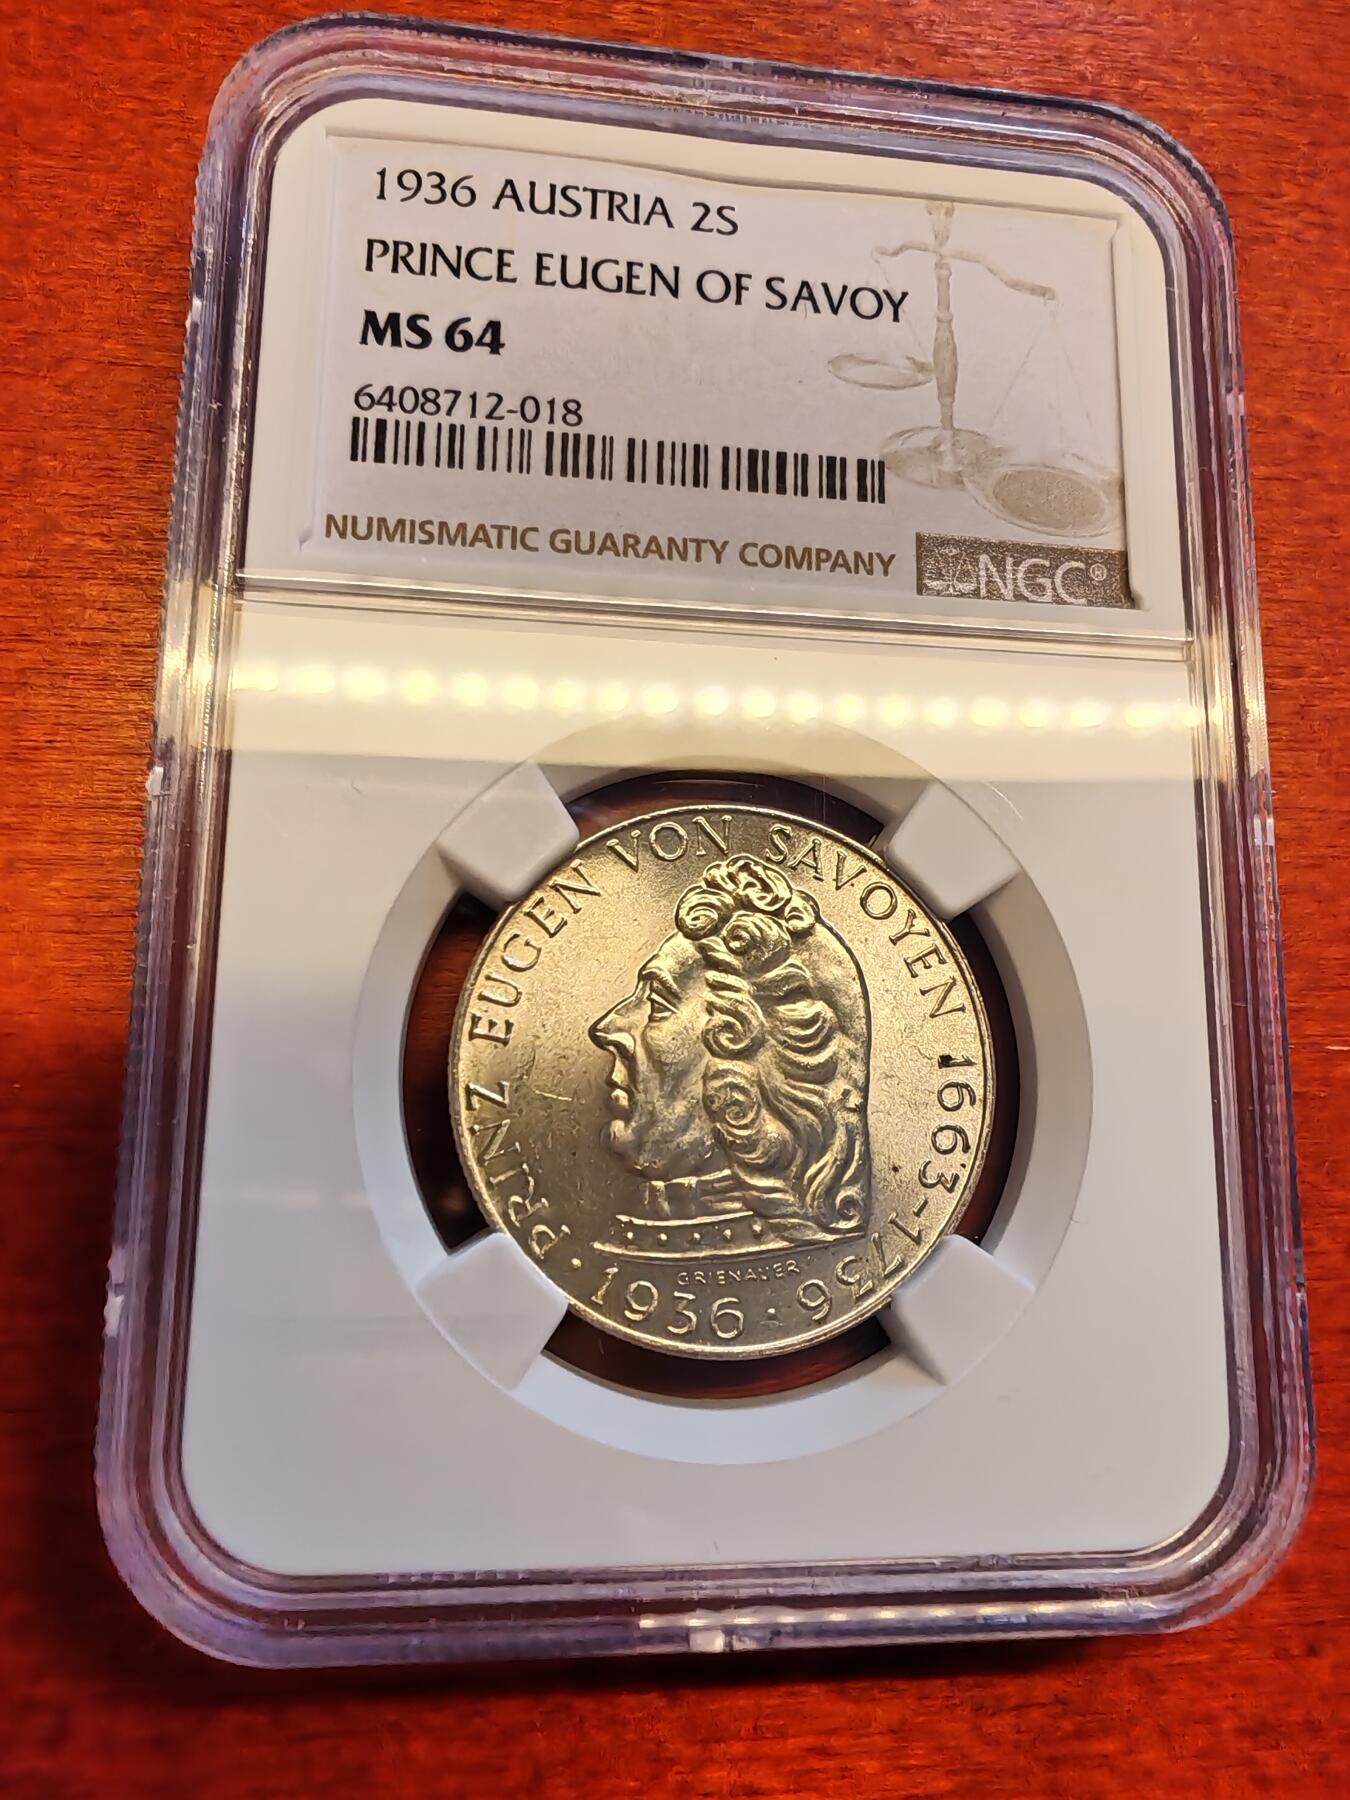 1936 AUSTRIA 2S
PRINCE EUGEN OF SAVOY
MS 64
6408712-018
NUMISMATIC GUARANTY COMPANY
NGC®
PRINZ EUGEN VON SAVOYEN 1663-1736
GRIENAUER
· 1936 ·